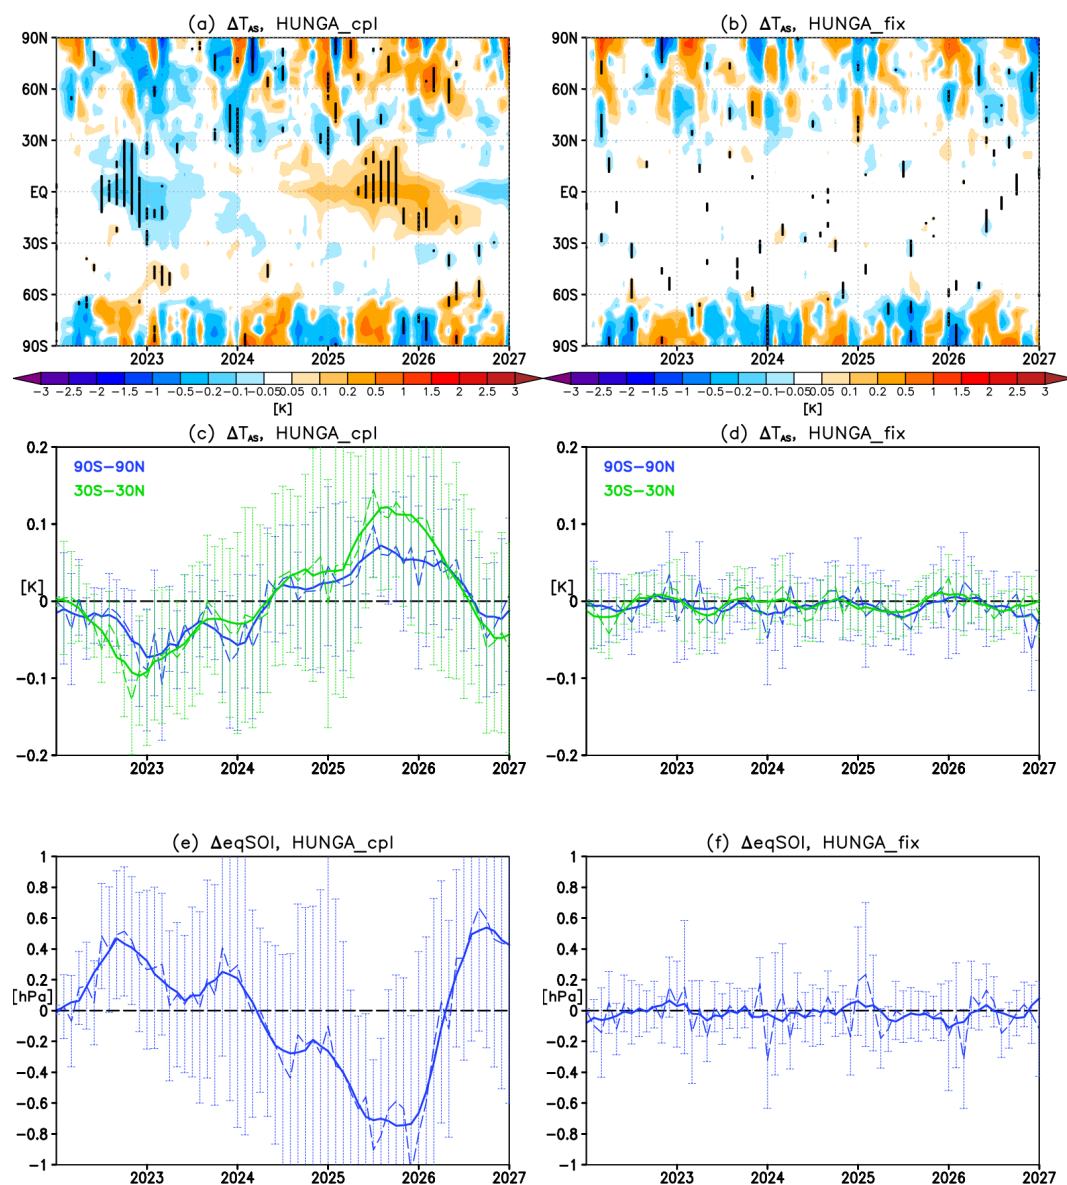 (a) ΔT_AS, HUNGA_cpl
90N
60N
30N
EQ
30S
60S
90S
2023 2024 2025 2026 2027
−3 −2.5 −2 −1.5 −1 −0.5 −0.2 −0.1 −0.05 0.05 0.1 0.2 0.5 1 1.5 2 2.5 3
[K]
(b) ΔT_AS, HUNGA_fix
90N
60N
30N
EQ
30S
60S
90S
2023 2024 2025 2026 2027
−3 −2.5 −2 −1.5 −1 −0.5 −0.2 −0.1 −0.05 0.05 0.1 0.2 0.5 1 1.5 2 2.5 3
[K]
(c) ΔT_AS, HUNGA_cpl
90S−90N
30S−30N
0.2
0.1
[K]
0
−0.1
−0.2
2023 2024 2025 2026 2027
(d) ΔT_AS, HUNGA_fix
90S−90N
30S−30N
0.2
0.1
[K]
0
−0.1
−0.2
2023 2024 2025 2026 2027
(e) ΔeqSOI, HUNGA_cpl
1
0.8
0.6
0.4
0.2
[hPa]
0
−0.2
−0.4
−0.6
−0.8
−1
2023 2024 2025 2026 2027
(f) ΔeqSOI, HUNGA_fix
1
0.8
0.6
0.4
0.2
[hPa]
0
−0.2
−0.4
−0.6
−0.8
−1
2023 2024 2025 2026 2027